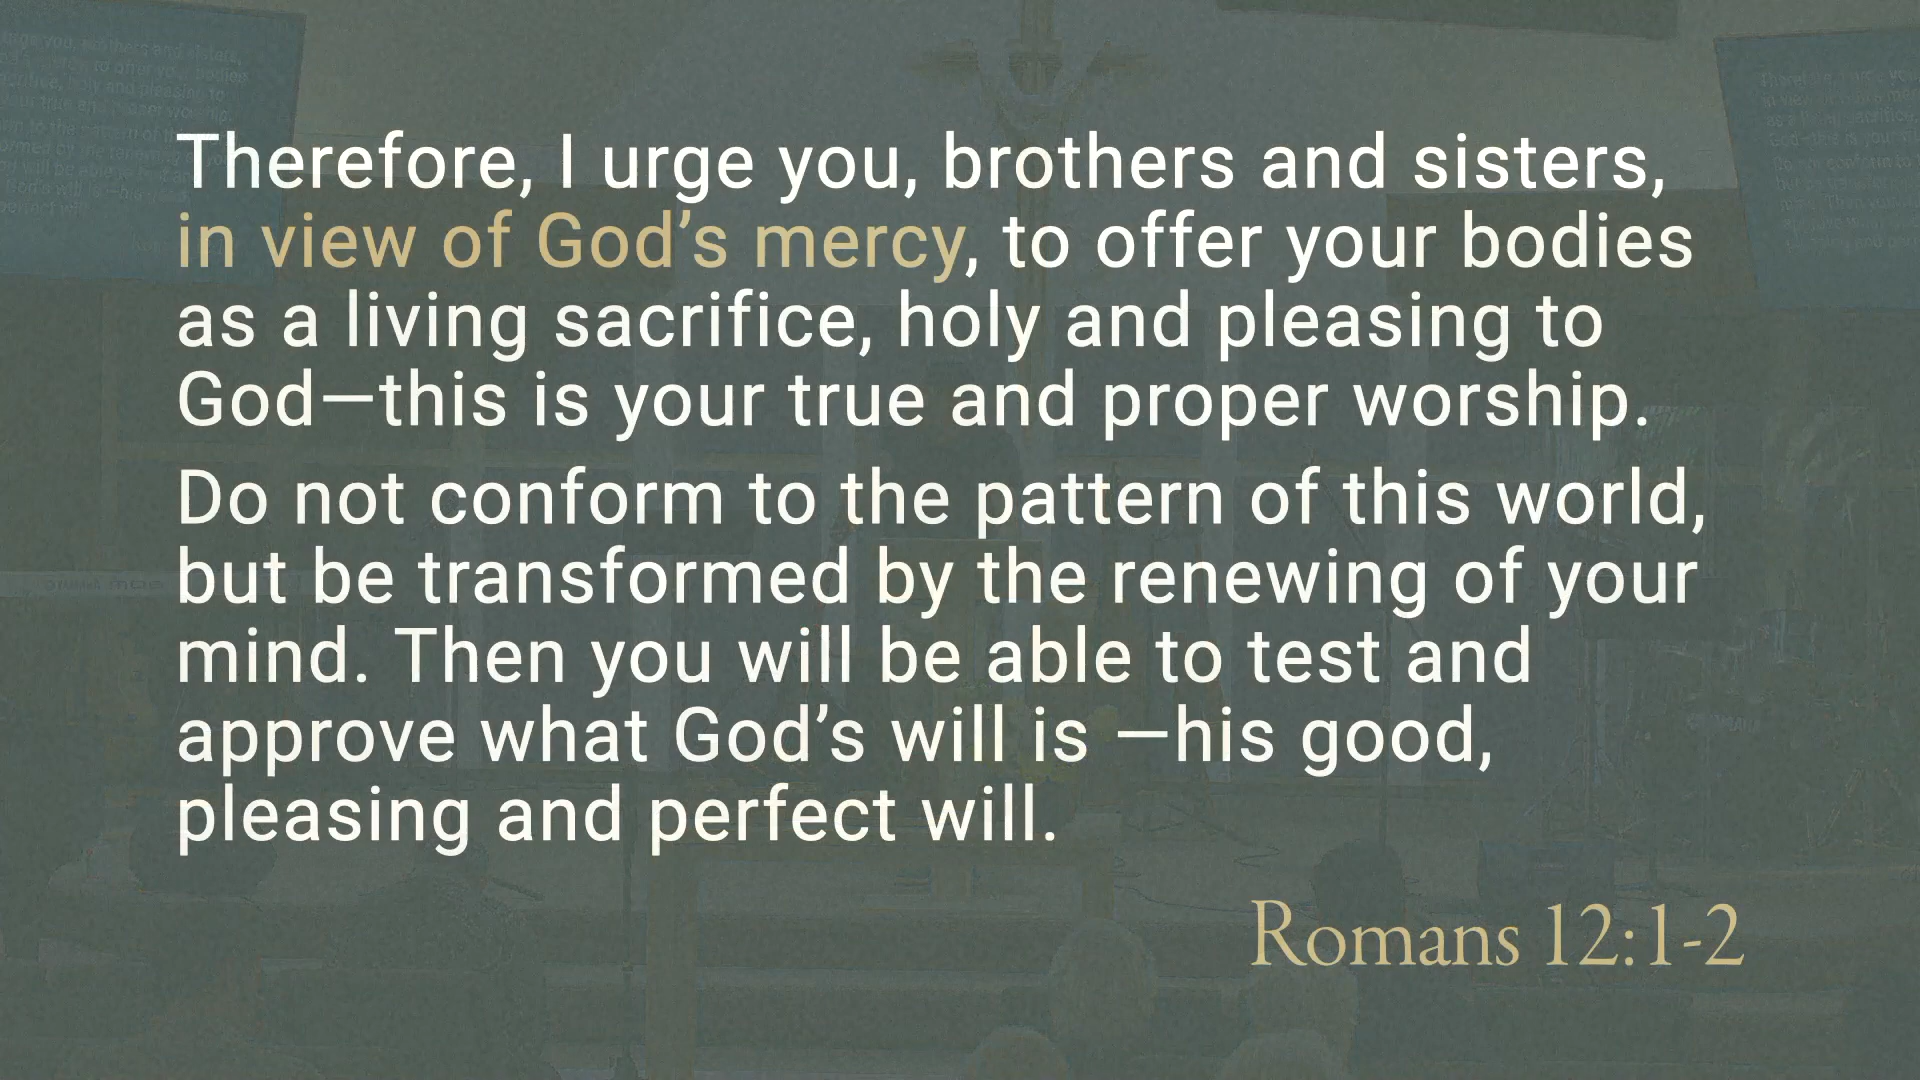 Therefore, I urge you, brothers and sisters,
in view of God’s mercy, to offer your bodies
as a living sacrifice, holy and pleasing to
God—this is your true and proper worship.
Do not conform to the pattern of this world,
but be transformed by the renewing of your
mind. Then you will be able to test and
approve what God’s will is —his good,
pleasing and perfect will.
Romans 12:1-2